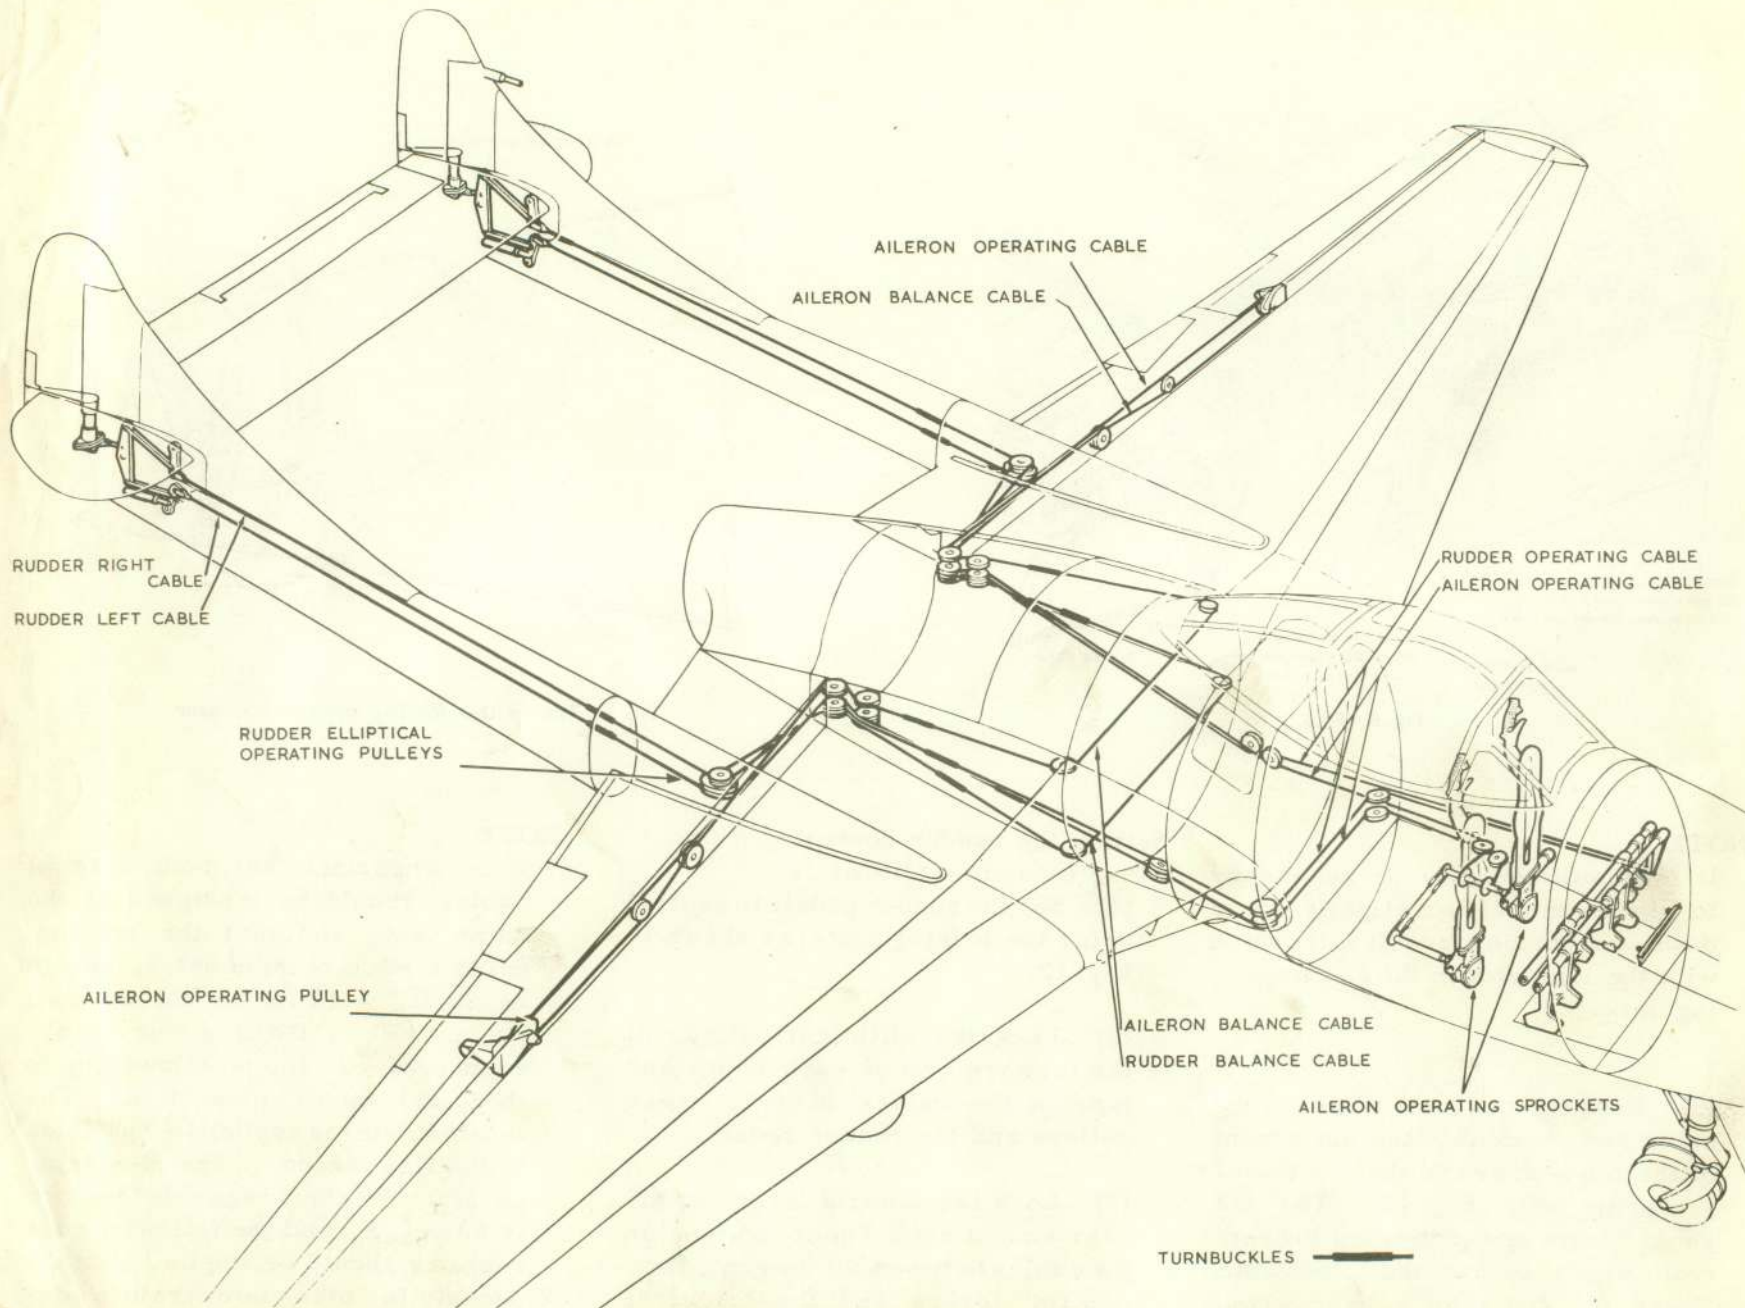 AILERON OPERATING CABLE
AILERON BALANCE CABLE
RUDDER RIGHT
CABLE
RUDDER LEFT CABLE
RUDDER OPERATING CABLE
AILERON OPERATING CABLE
RUDDER ELLIPTICAL
OPERATING PULLEYS
AILERON OPERATING PULLEY
AILERON BALANCE CABLE
RUDDER BALANCE CABLE
AILERON OPERATING SPROCKETS
TURNBUCKLES